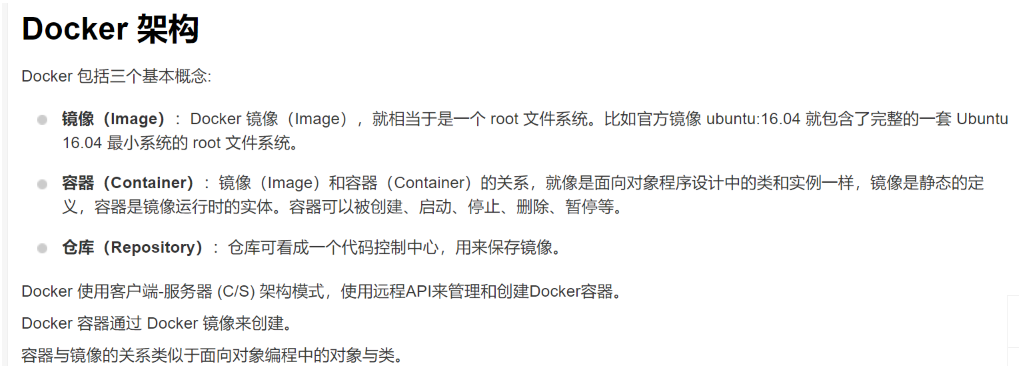 Docker 架构
Docker 包括三个基本概念:
镜像（Image）：Docker 镜像（Image），就相当于是一个 root 文件系统。比如官方镜像 ubuntu:16.04 就包含了完整的一套 Ubuntu
16.04 最小系统的 root 文件系统。
容器（Container）：镜像（Image）和容器（Container）的关系，就像是面向对象程序设计中的类和实例一样，镜像是静态的定
义，容器是镜像运行时的实体。容器可以被创建、启动、停止、删除、暂停等。
仓库（Repository）：仓库可看成一个代码控制中心，用来保存镜像。
Docker 使用客户端-服务器 (C/S) 架构模式，使用远程API来管理和创建Docker容器。
Docker 容器通过 Docker 镜像来创建。
容器与镜像的关系类似于面向对象编程中的对象与类。